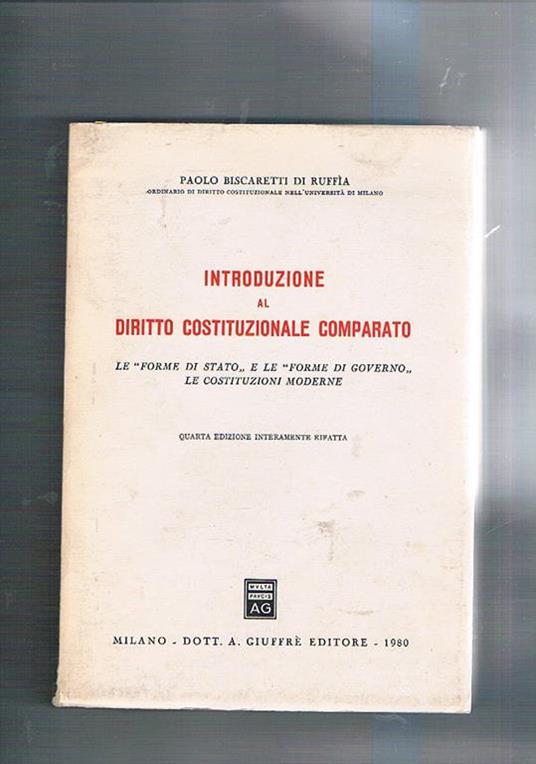 PAOLO BISCARETTI DI RUFFÌA
ORDINARIO DI DIRITTO COSTITUZIONALE NELL'UNIVERSITÀ DI MILANO
INTRODUZIONE
AL
DIRITTO COSTITUZIONALE COMPARATO
LE “FORME DI STATO„ E LE “FORME DI GOVERNO„
LE COSTITUZIONI MODERNE
QUARTA EDIZIONE INTERAMENTE RIFATTA
MVLTA
PAVCIS
AG
MILANO - DOTT. A. GIUFFRÈ EDITORE - 1980